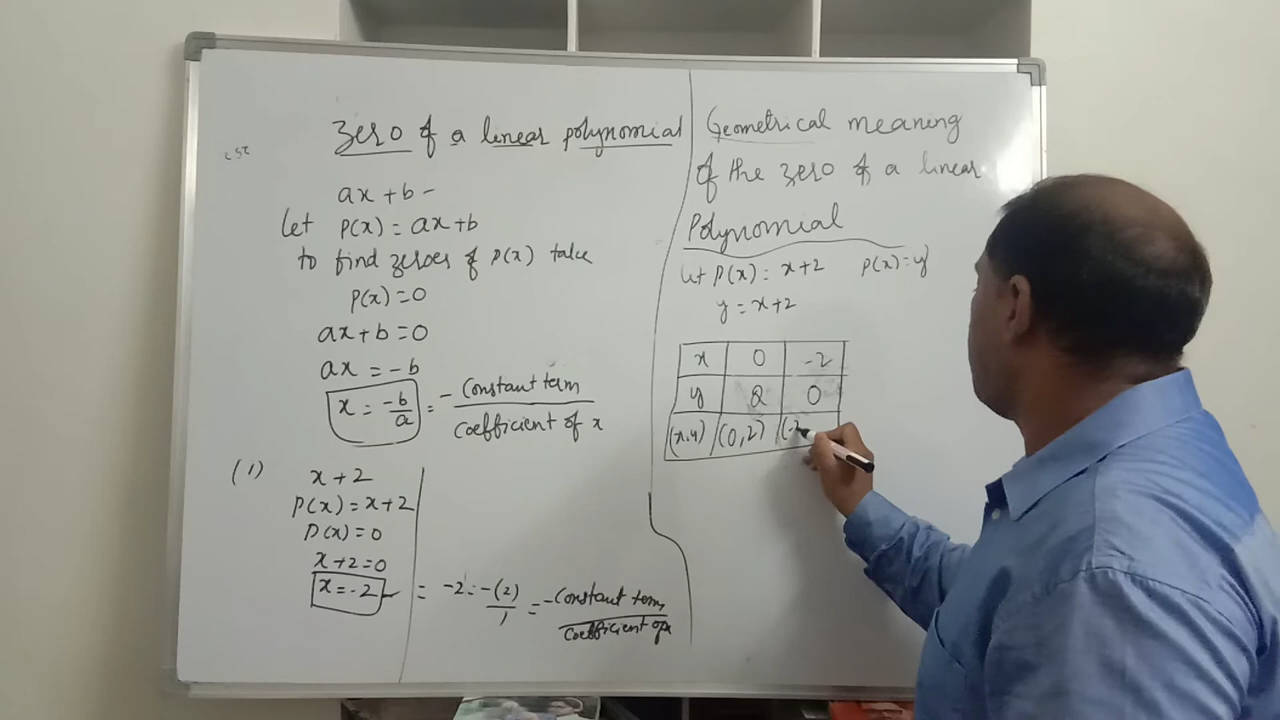 Zero of a linear polynomial
ax + b -
Let P(x) = ax+b
to find zeroes of P(x) take
P(x) = 0
ax + b = 0
ax = -b
x = -b/a = - Constant term / Coefficient of x
(1) x + 2
P(x) = x+2
P(x) = 0
x+2 = 0
x = -2 = -2 = -(2)/1 = - Constant term / Coefficient of x
Geometrical meaning
of the zero of a linear
Polynomial
Let P(x) = x+2 P(x) = y
y = x+2
x 0 -2
y 2 0
(x,y) (0,2) (-2